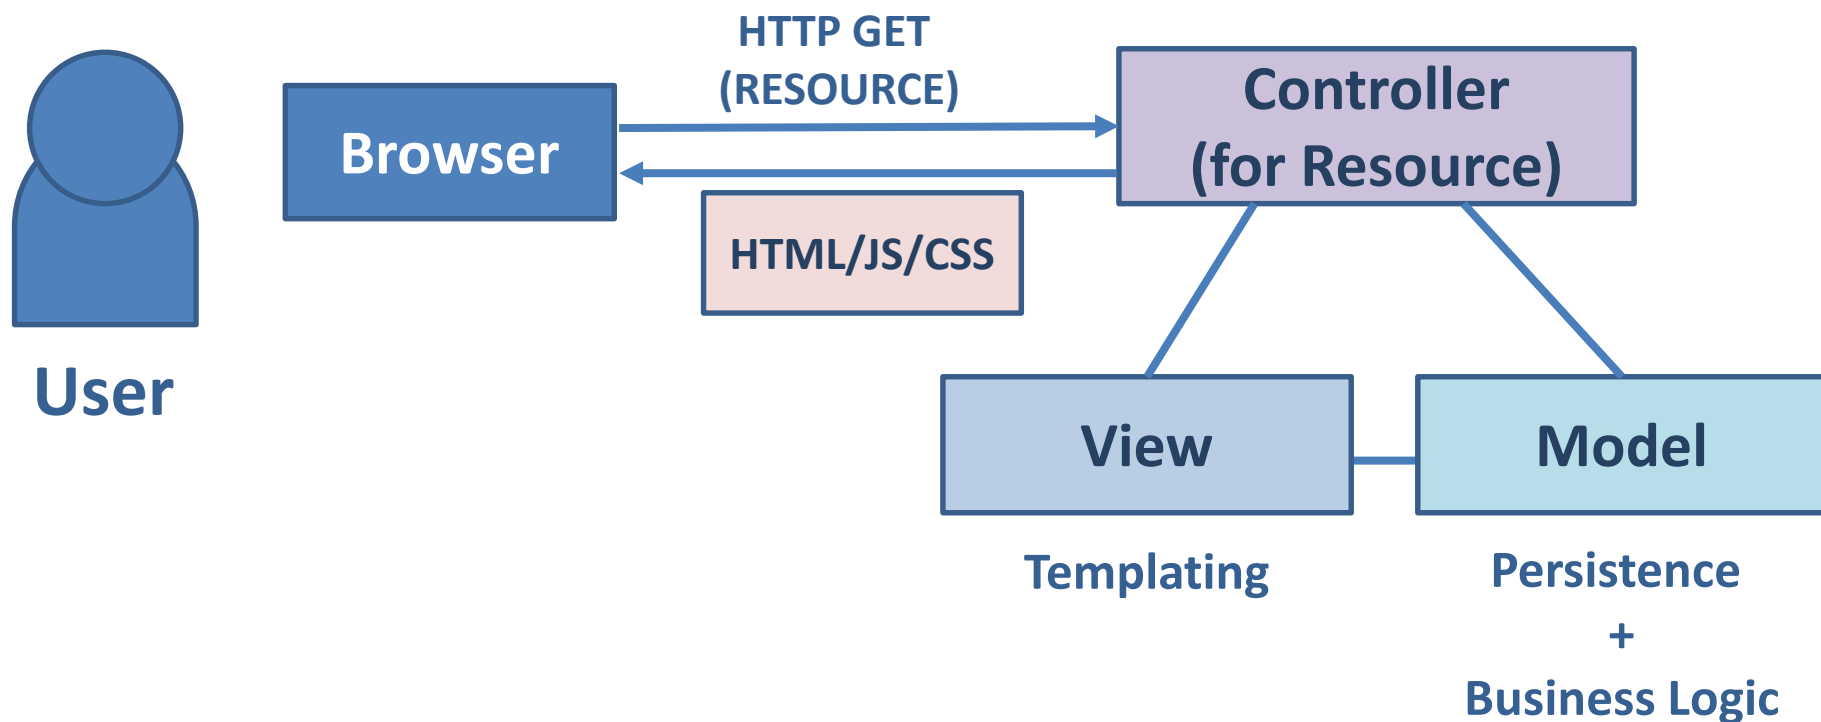 HTTP GET
(RESOURCE)
Controller
(for Resource)
Browser
HTML/JS/CSS
User
View
Model
Templating
Persistence
+
Business Logic